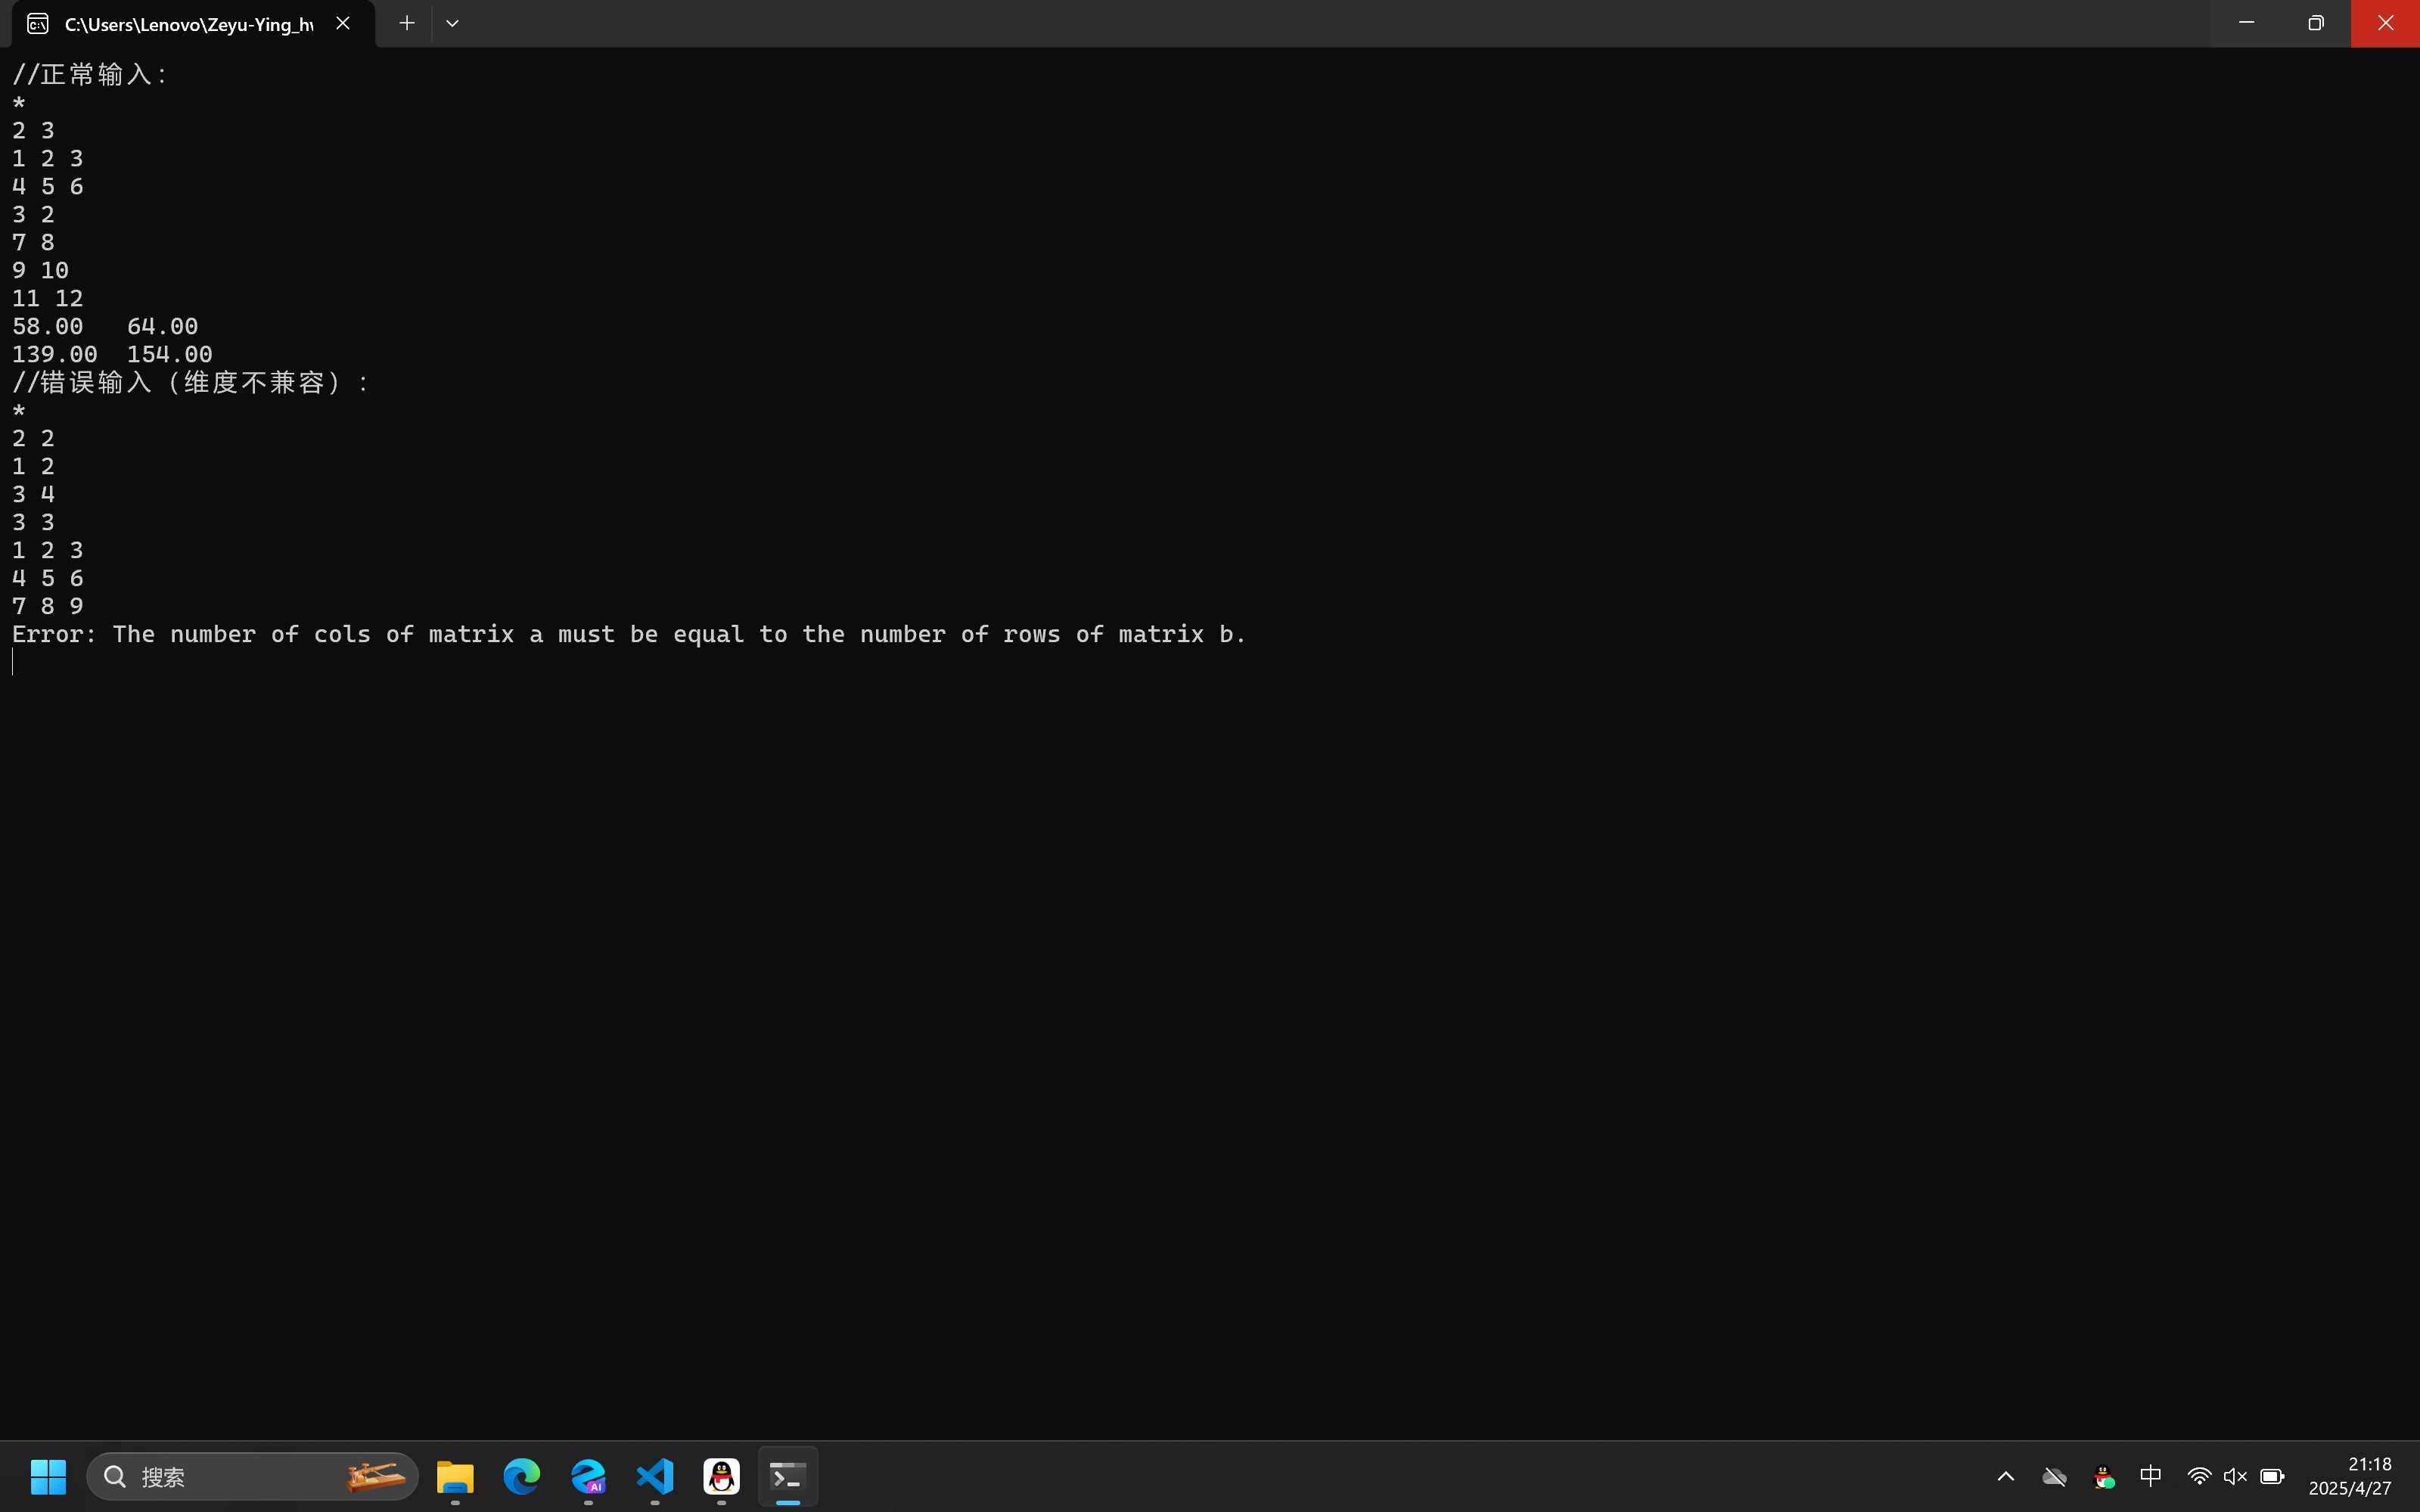 C:\Users\Lenovo\Zeyu-Ying_hw
//正常输入：
*
2 3
1 2 3
4 5 6
3 2
7 8
9 10
11 12
58.00   64.00
139.00  154.00
//错误输入（维度不兼容）：
*
2 2
1 2
3 4
3 3
1 2 3
4 5 6
7 8 9
Error: The number of cols of matrix a must be equal to the number of rows of matrix b.
搜索
AI
中
21:18
2025/4/27